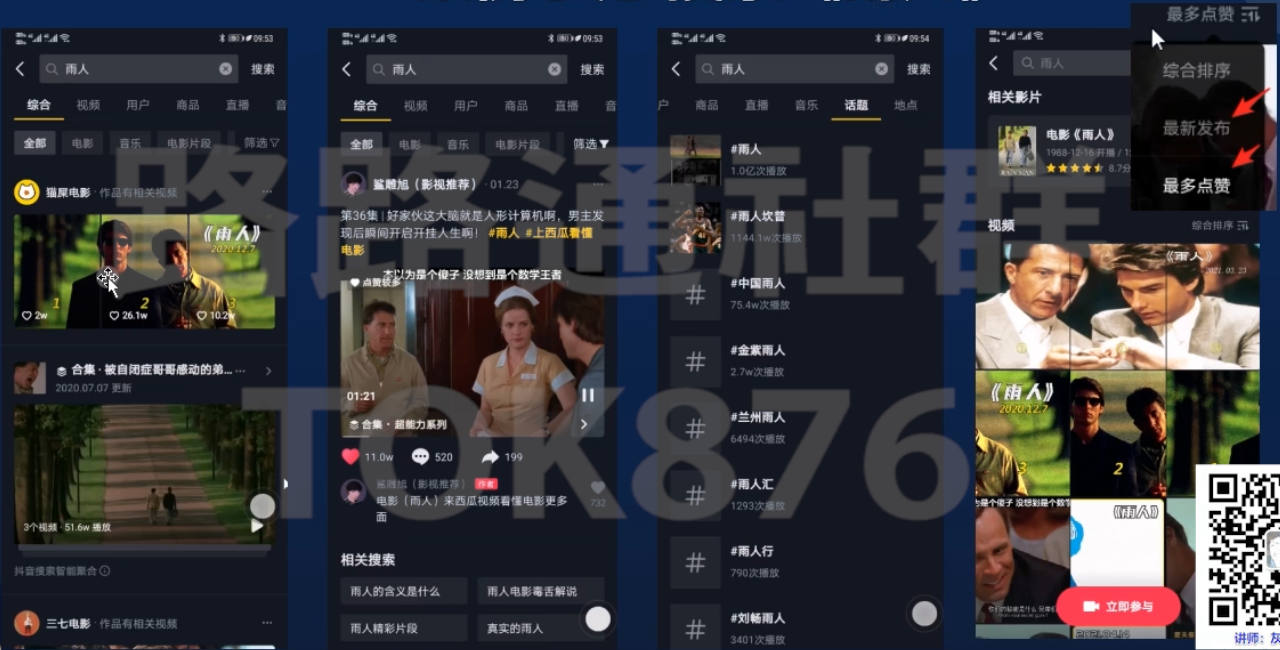 09:53
雨人
搜索
综合 视频 用户 商品 直播 音
全部 电影 音乐 电影片段 筛选
猫屎电影 · 作品有相关视频
《雨人》
2020.12.7
1 2 3
2w 26.1w 10.2w
合集 · 被自闭症哥哥感动的弟...
2020.07.07 更新
3个视频 · 51.6w 播放
抖音搜索智能聚合
三七电影 · 作品有相关视频
09:53
雨人
搜索
综合 视频 用户 商品 直播 音
全部 电影 音乐 电影片段 筛选
鲨雕旭（影视推荐） · 01.23
第36集 | 好家伙这大脑就是人形计算机啊，男主发
现后瞬间开启开挂人生啊！ #雨人 #上西瓜看懂
电影
本以为是个傻子 没想到是个数学王者
点赞较多
01:21
合集 · 超能力系列
11.0w 520 199
鲨雕旭（影视推荐） 作者
电影（雨人）来西瓜视频看懂电影更多
面
732
相关搜索
雨人的含义是什么 雨人电影毒舌解说
雨人精彩片段 真实的雨人
09:54
雨人
搜索
户 商品 直播 音乐 话题 地点
#雨人
1.0亿次播放
#雨人坎普
1144.1w次播放
#中国雨人
75.4w次播放
#金紫雨人
2.7w次播放
#兰州雨人
6494次播放
#雨人汇
1293次播放
#雨人行
790次播放
#刘畅雨人
3401次播放
雨人
相关影片
电影《雨人》
1988-12-16 开播 / 1
8.7分
视频
综合排序
《雨人》
2021.03.23
《雨人》
2020.12.7
3 2
是个傻子 没想到是个数学
《雨人》
立即参与
2021.04.14
最多点赞
综合排序
最新发布
最多点赞
讲师：灰
路路通社群
TOK876